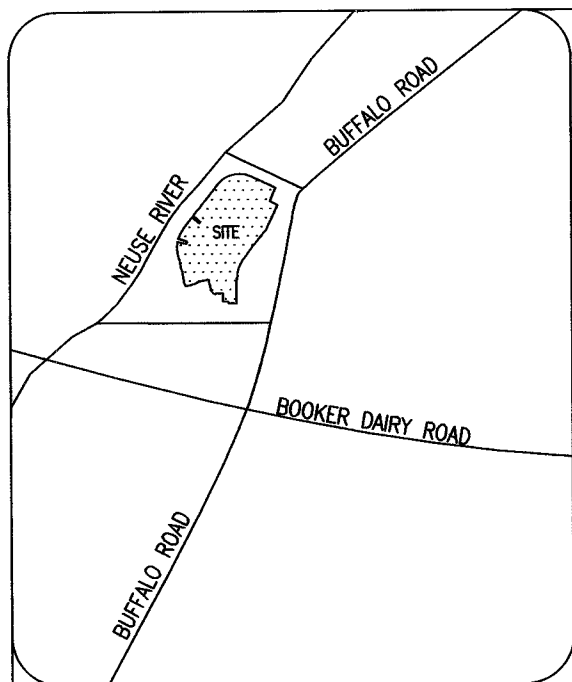 BUFFALO ROAD
NEUSE RIVER
SITE
BOOKER DAIRY ROAD
BUFFALO ROAD